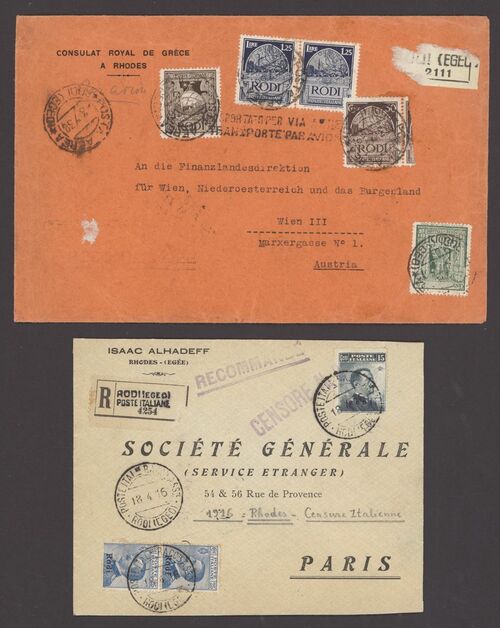 CONSULAT ROYAL DE GRÈCE
A RHODES
avion
(EGEO)
2111
LIRE 1,25
LIRE 1,25
RODI
RODI
RODI
RODI
TRANSPORTE PAR AVION
An die Finanzlandesdirektion
für Wien, Niederoesterreich und das Burgenland
Wien III
Marxergasse Nº 1.
Austria
ISAAC ALHADEFF
RHODES - (EGÉE)
RECOMMANDÉ
CENSORE
POSTE ITALIANE
15
R
RODI (EGEO)
POSTE ITALIANE
4254
SOCIÉTÉ GÉNÉRALE
(SERVICE ETRANGER)
54 & 56 Rue de Provence
1916 - Rhodes - Censure Italienne
PARIS
18.4.16
RODI (EGEO)
Rodi
Rodi